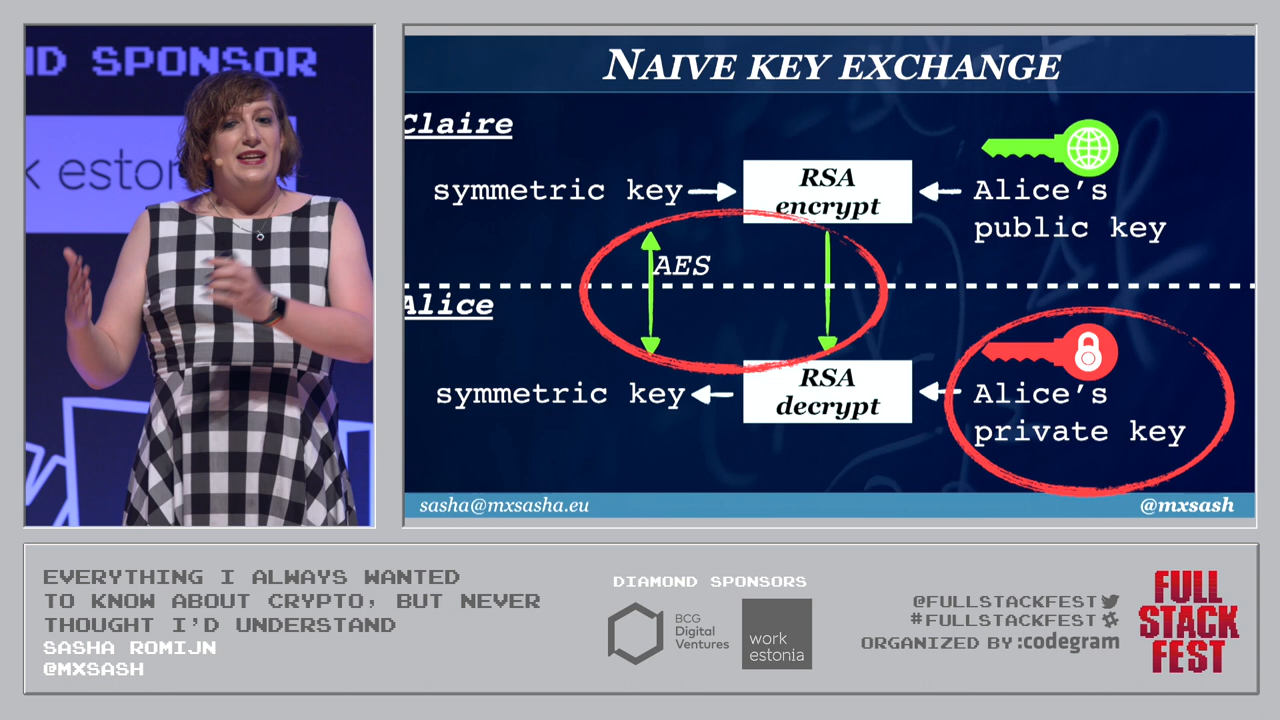 ID SPONSOR
k eston
NAIVE KEY EXCHANGE
Claire
symmetric key
RSA
encrypt
Alice's
public key
AES
Alice
symmetric key
RSA
decrypt
Alice's
private key
sasha@mxsasha.eu
@mxsash
EVERYTHING I ALWAYS WANTED
TO KNOW ABOUT CRYPTO, BUT NEVER
THOUGHT I'D UNDERSTAND
SASHA ROMIJN
@MXSASH
DIAMOND SPONSORS
BCG
Digital
Ventures
work
estonia
@FULLSTACKFEST
#FULLSTACKFEST
ORGANIZED BY :codegram
FULL
STACK
FEST